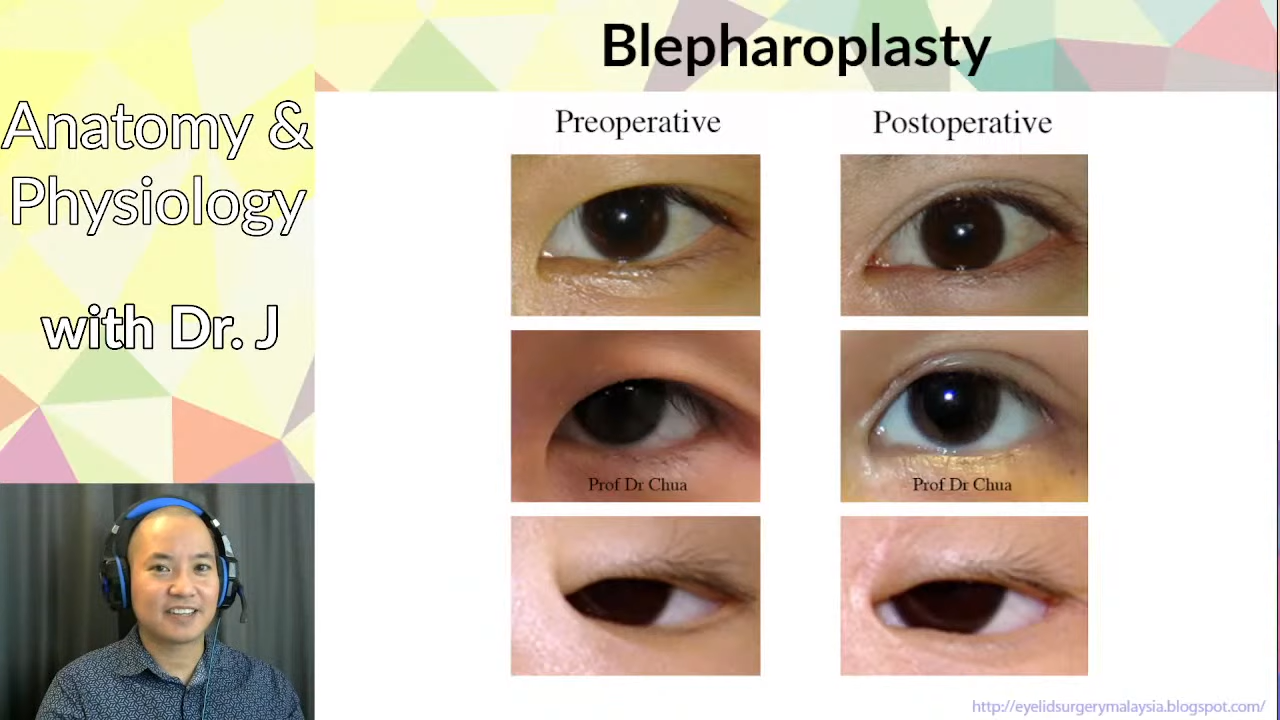 Blepharoplasty
Anatomy &
Physiology
with Dr. J
Preoperative
Postoperative
Prof Dr Chua
Prof Dr Chua
http://eyelidsurgerymalaysia.blogspot.com/